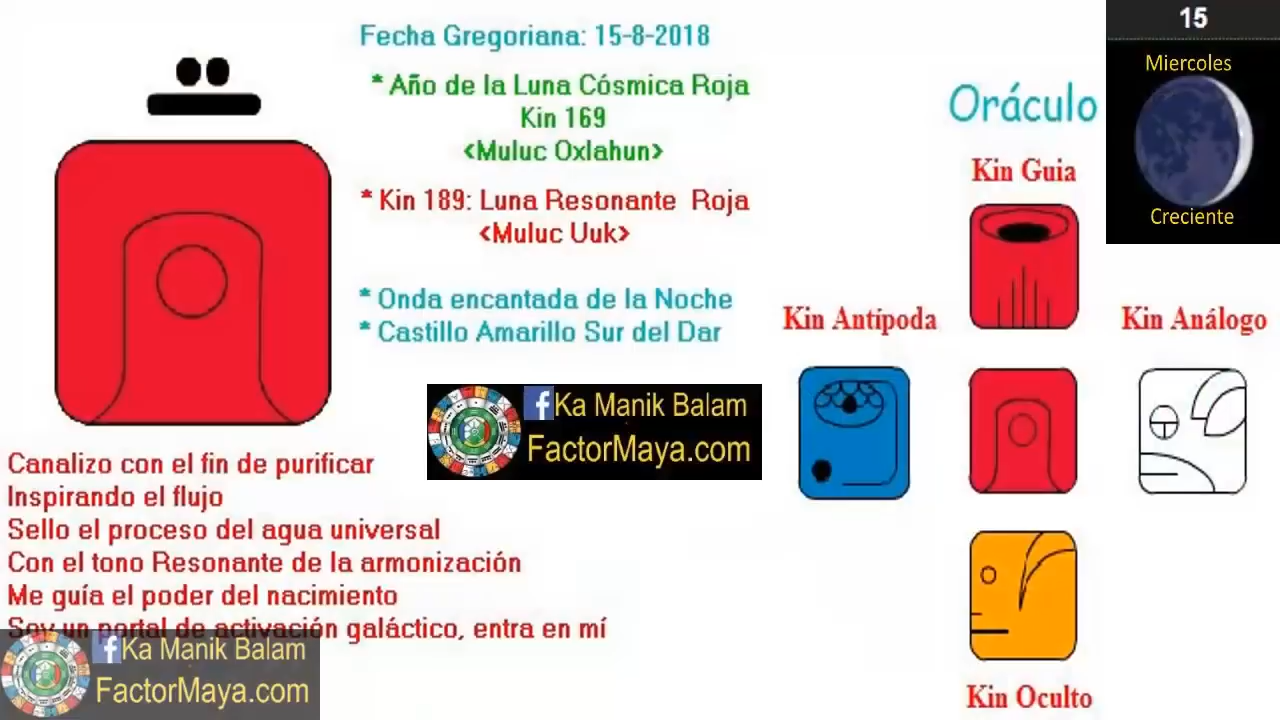 Fecha Gregoriana: 15-8-2018
* Año de la Luna Cósmica Roja
Kin 169
<Muluc Oxlahun>
* Kin 189: Luna Resonante Roja
<Muluc Uuk>
* Onda encantada de la Noche
* Castillo Amarillo Sur del Dar
Ka Manik Balam
FactorMaya.com
Canalizo con el fin de purificar
Inspirando el flujo
Sello el proceso del agua universal
Con el tono Resonante de la armonización
Me guía el poder del nacimiento
Soy un portal de activación galáctico, entra en mí
Ka Manik Balam
FactorMaya.com
15
Miercoles
Creciente
Oráculo
Kin Guia
Kin Antípoda
Kin Análogo
Kin Oculto